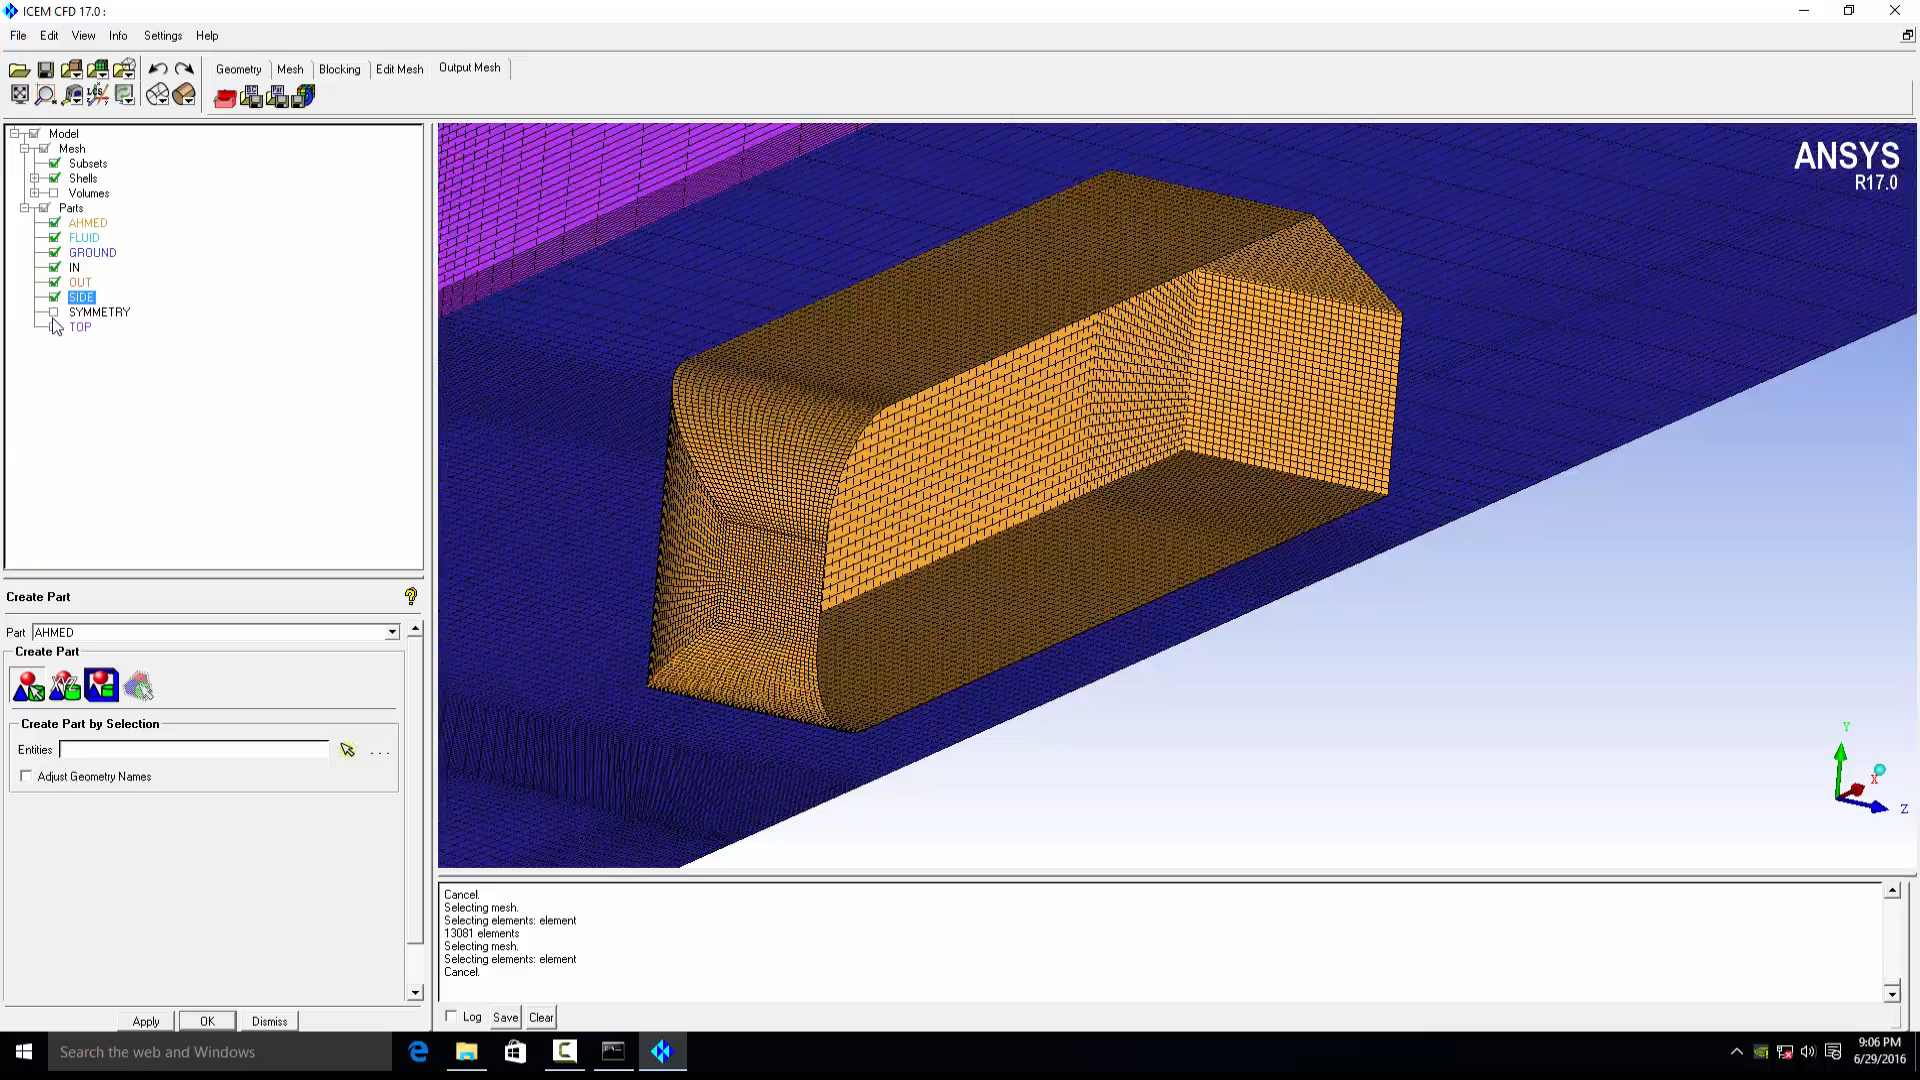 ICEM CFD 17.0 :
File Edit View Info Settings Help
Geometry Mesh Blocking Edit Mesh Output Mesh
LCS
Model
Mesh
Subsets
Shells
Volumes
Parts
AHMED
FLUID
GROUND
IN
OUT
SIDE
SYMMETRY
TOP
ANSYS
R17.0
Y
X
Z
Create Part
Part AHMED
Create Part
Create Part by Selection
Entities ...
Adjust Geometry Names
Apply OK Dismiss
Cancel.
Selecting mesh.
Selecting elements: element
13081 elements
Selecting mesh.
Selecting elements: element
Cancel.
Log Save Clear
Search the web and Windows
9:06 PM
6/29/2016